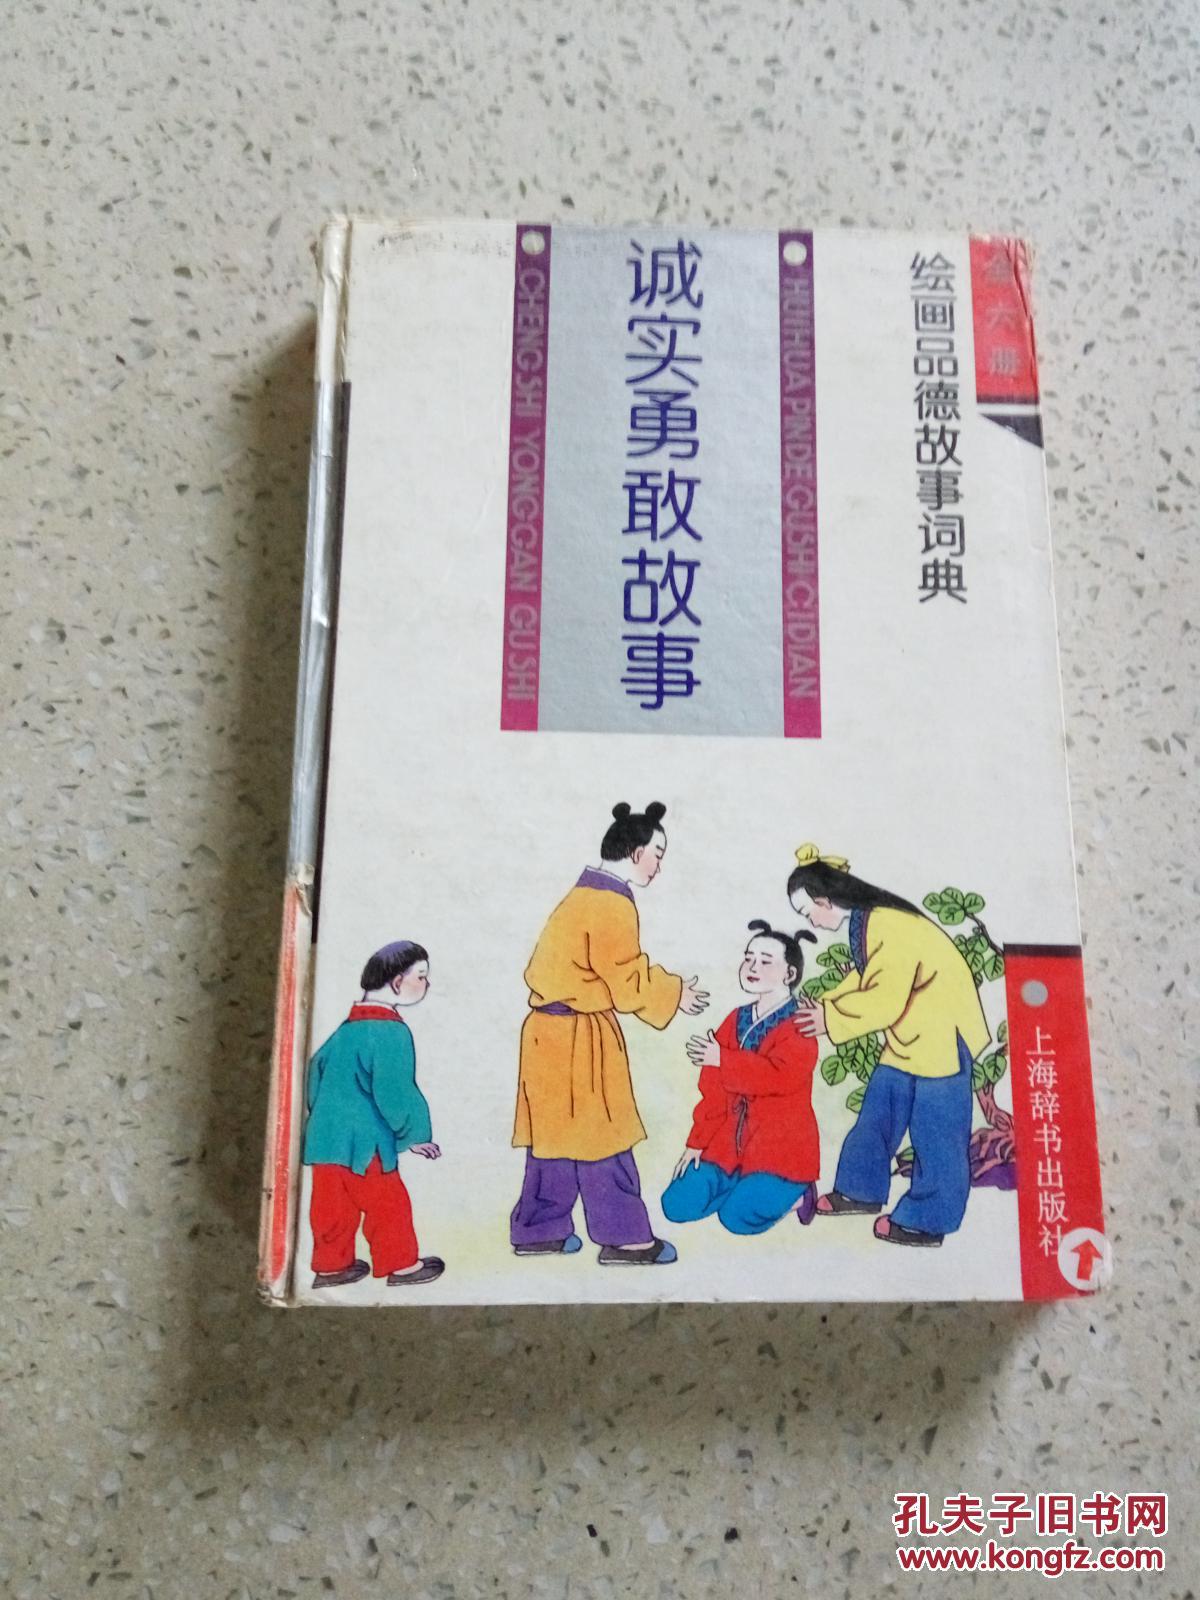 全六册
绘画品德故事词典
HUIHUA PINDE GUSHI CIDIAN
诚实勇敢故事
CHENG SHI YONG GAN GU SHI
上海辞书出版社
孔夫子旧书网
www.kongfz.com